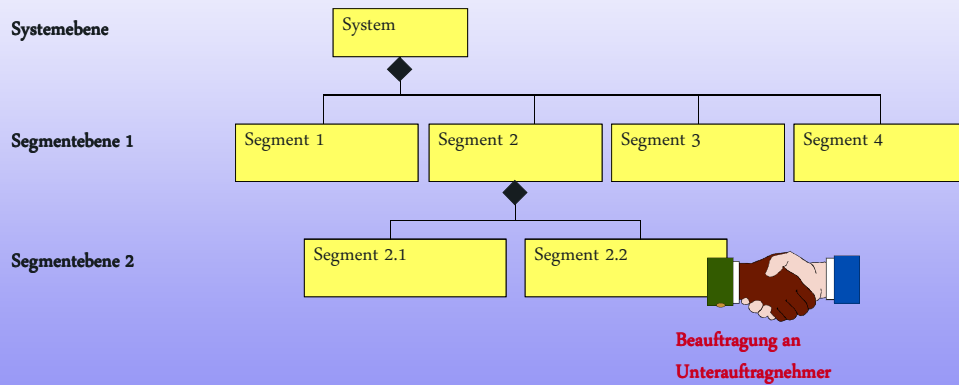 Systemebene
System
Segmentebene 1
Segment 1
Segment 2
Segment 3
Segment 4
Segmentebene 2
Segment 2.1
Segment 2.2
Beauftragung an
Unterauftragnehmer